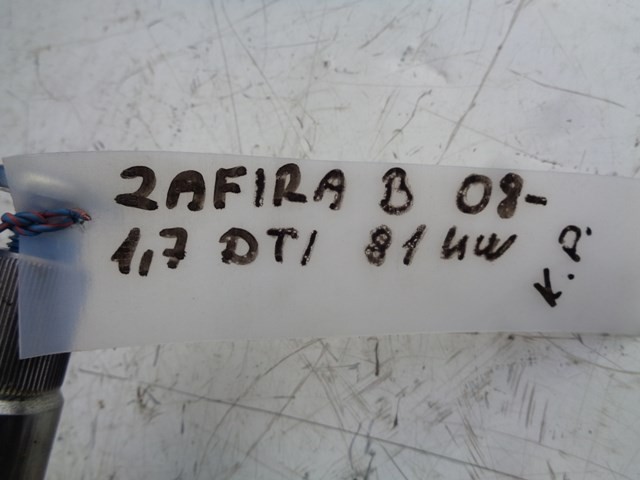 ZAFIRA B 08-
1,7 DTI 81 KW
K.P.